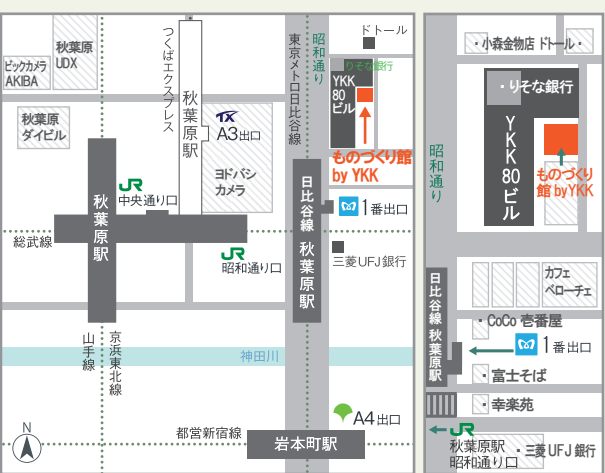 秋葉原
UDX
ビックカメラ
AKIBA
秋葉原
ダイビル
つくばエクスプレス
秋葉原駅
TX
A3出口
ヨドバシ
カメラ
東京メトロ日比谷線
昭和通り
ドトール
りそな銀行
YKK
80
ビル
ものづくり館
by YKK
JR
中央通り口
秋葉原駅
総武線
JR
昭和通り口
日比谷線 秋葉原駅
1番出口
三菱UFJ銀行
山手線
京浜東北線
神田川
A4出口
都営新宿線
岩本町駅
N
小森金物店
ドトール・
・りそな銀行
YKK80ビル
昭和通り
ものづくり
館 byYKK
カフェ
ベローチェ
・CoCo 壱番屋
日比谷線 秋葉原駅
1番出口
・富士そば
・幸楽苑
JR
秋葉原駅
昭和通り口
・三菱UFJ銀行